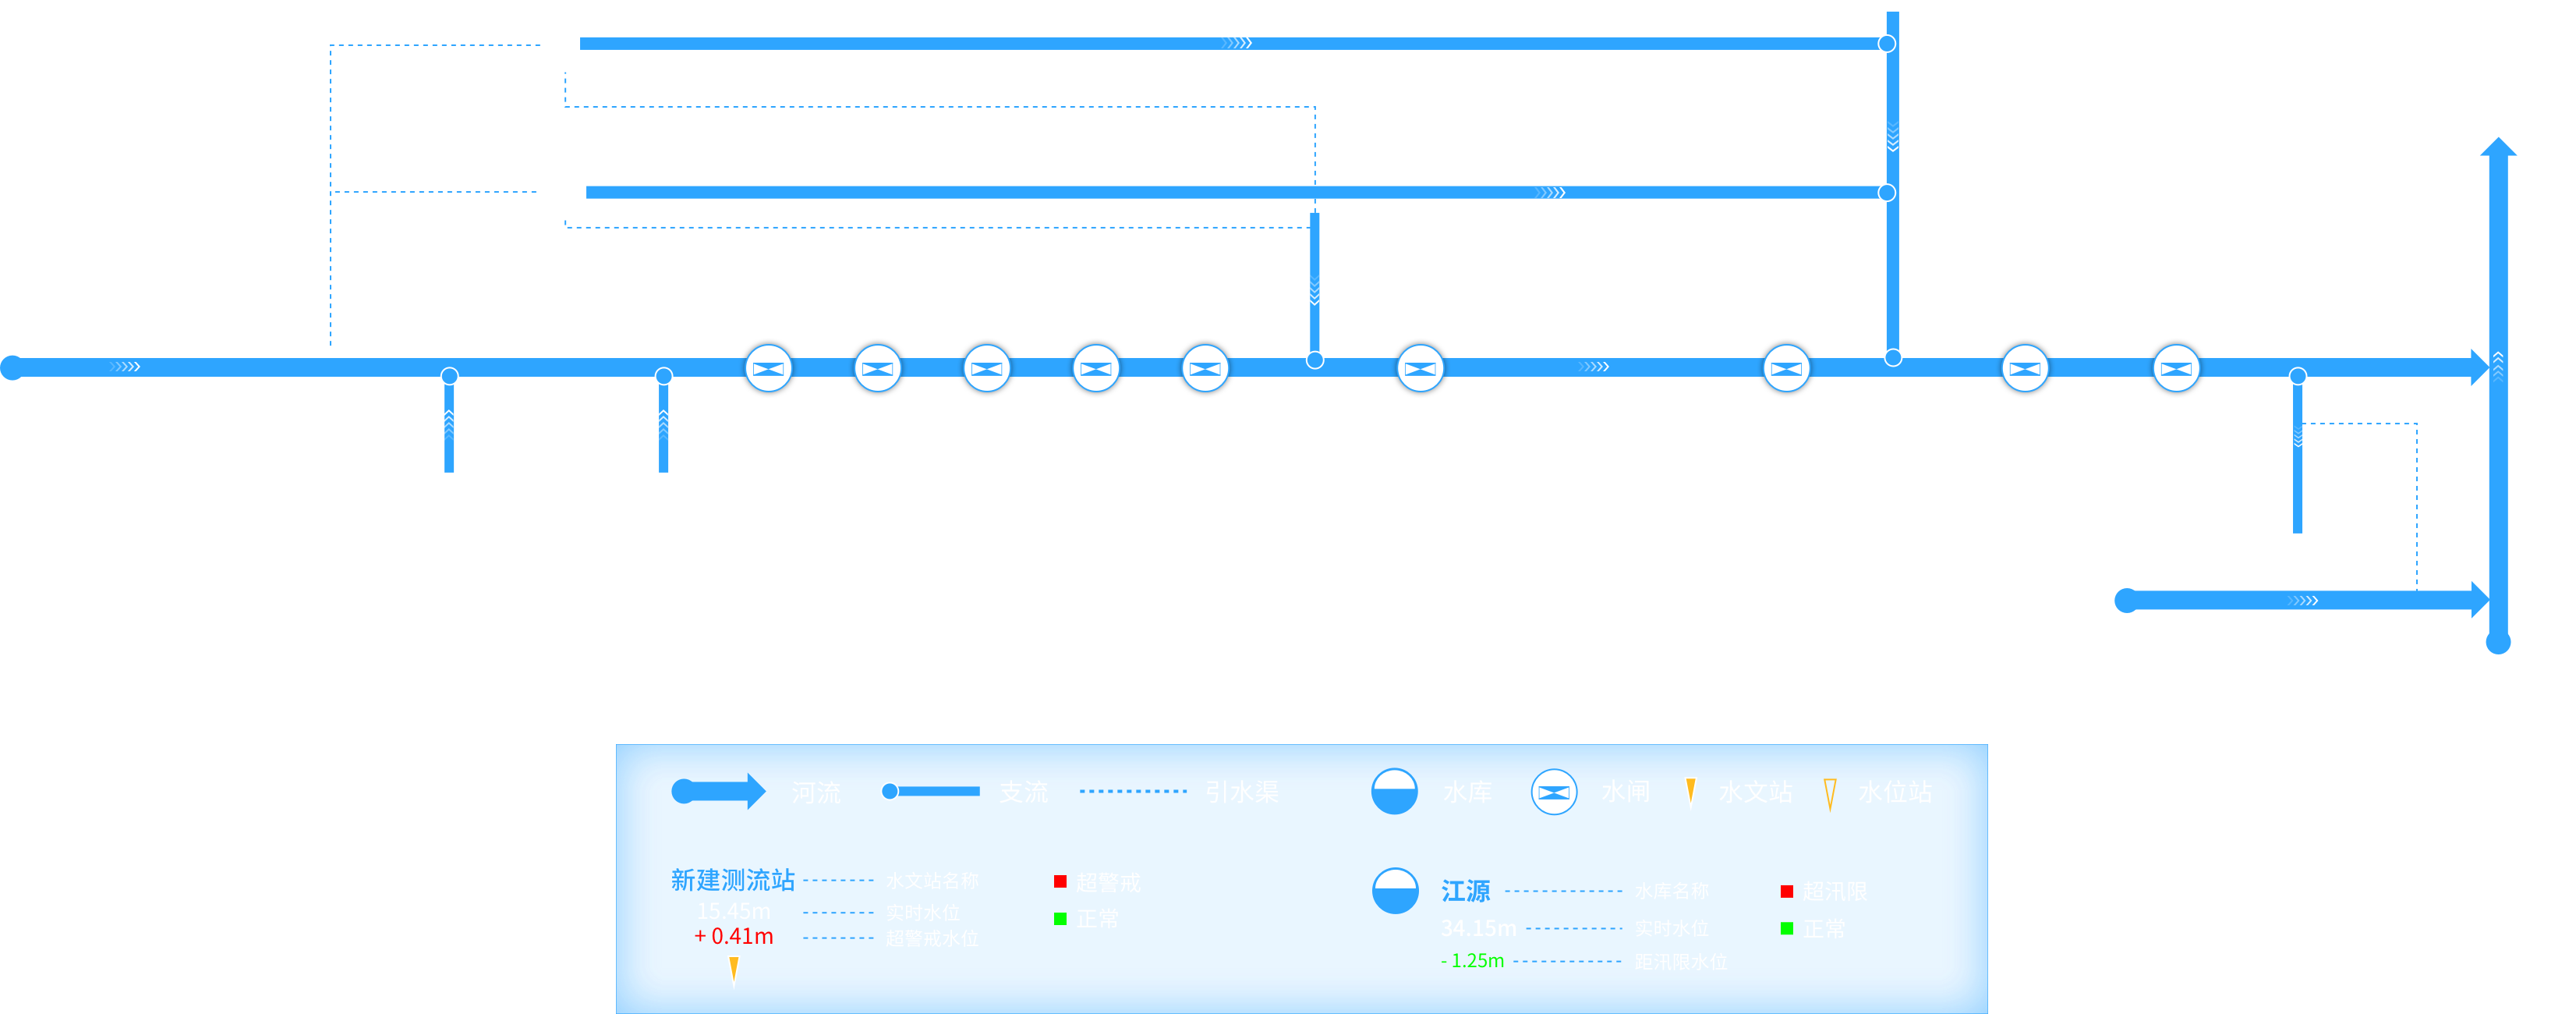 河流 支流 引水渠 水库 水闸 水文站 水位站
新建测流站 水文站名称 超警戒
15.45m 实时水位 正常
+ 0.41m 超警戒水位
江源 水库名称 超汛限
34.15m 实时水位 正常
- 1.25m 距汛限水位